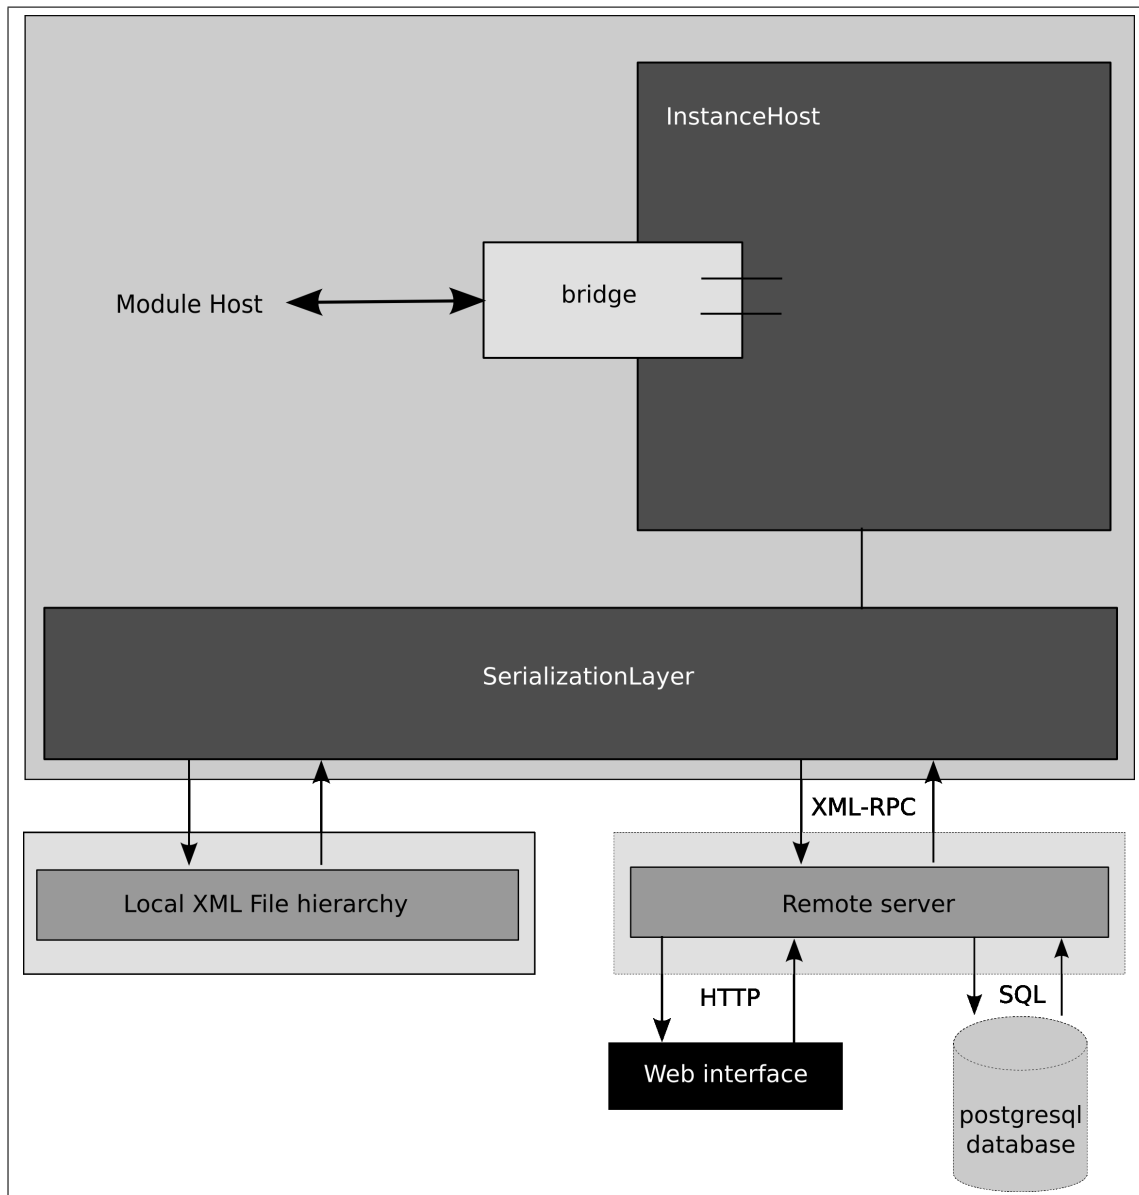 InstanceHost
bridge
Module Host
SerializationLayer
XML-RPC
Local XML File hierarchy
Remote server
HTTP
SQL
Web interface
postgresql
database